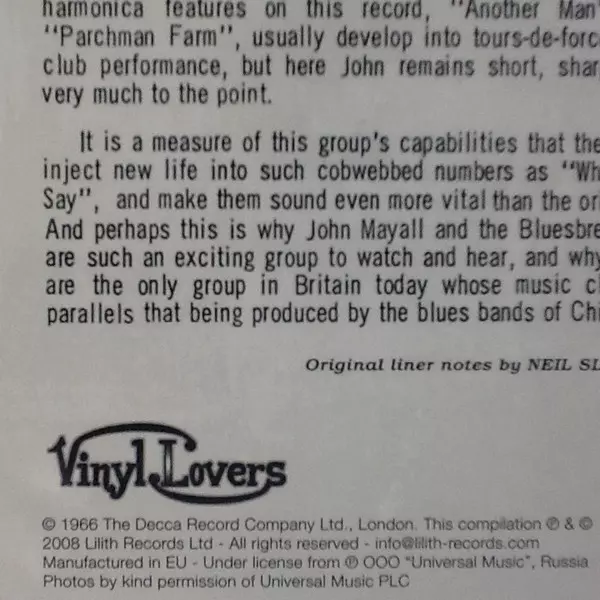 harmonica features on this record, "Another Man
"Parchman Farm", usually develop into tours-de-forc
club performance, but here John remains short, shar
very much to the point.
It is a measure of this group's capabilities that the
inject new life into such cobwebbed numbers as "Wh
Say", and make them sound even more vital than the ori
And perhaps this is why John Mayall and the Bluesbre
are such an exciting group to watch and hear, and why
are the only group in Britain today whose music cl
parallels that being produced by the blues bands of Chi
Original liner notes by NEIL SL
Vinyl Lovers
© 1966 The Decca Record Company Ltd., London. This compilation ℗ & ©
2008 Lilith Records Ltd - All rights reserved - info@lilith-records.com
Manufactured in EU - Under license from ℗ OOO "Universal Music", Russia
Photos by kind permission of Universal Music PLC